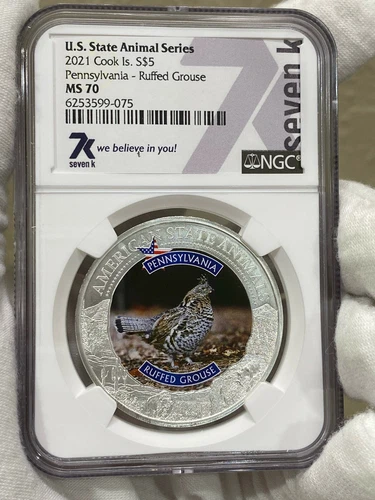 U.S. State Animal Series
2021 Cook Is. S$5
Pennsylvania - Ruffed Grouse
MS 70
6253599-075
7k
seven k
we believe in you!
7k
seven k
NGC
AMERICAN STATE ANIMALS
PENNSYLVANIA
RUFFED GROUSE